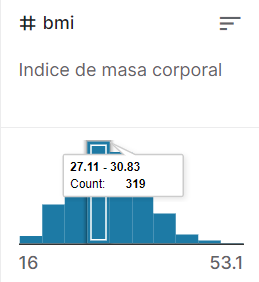 # bmi
Indice de masa corporal
27.11 - 30.83
Count: 319
16 53.1